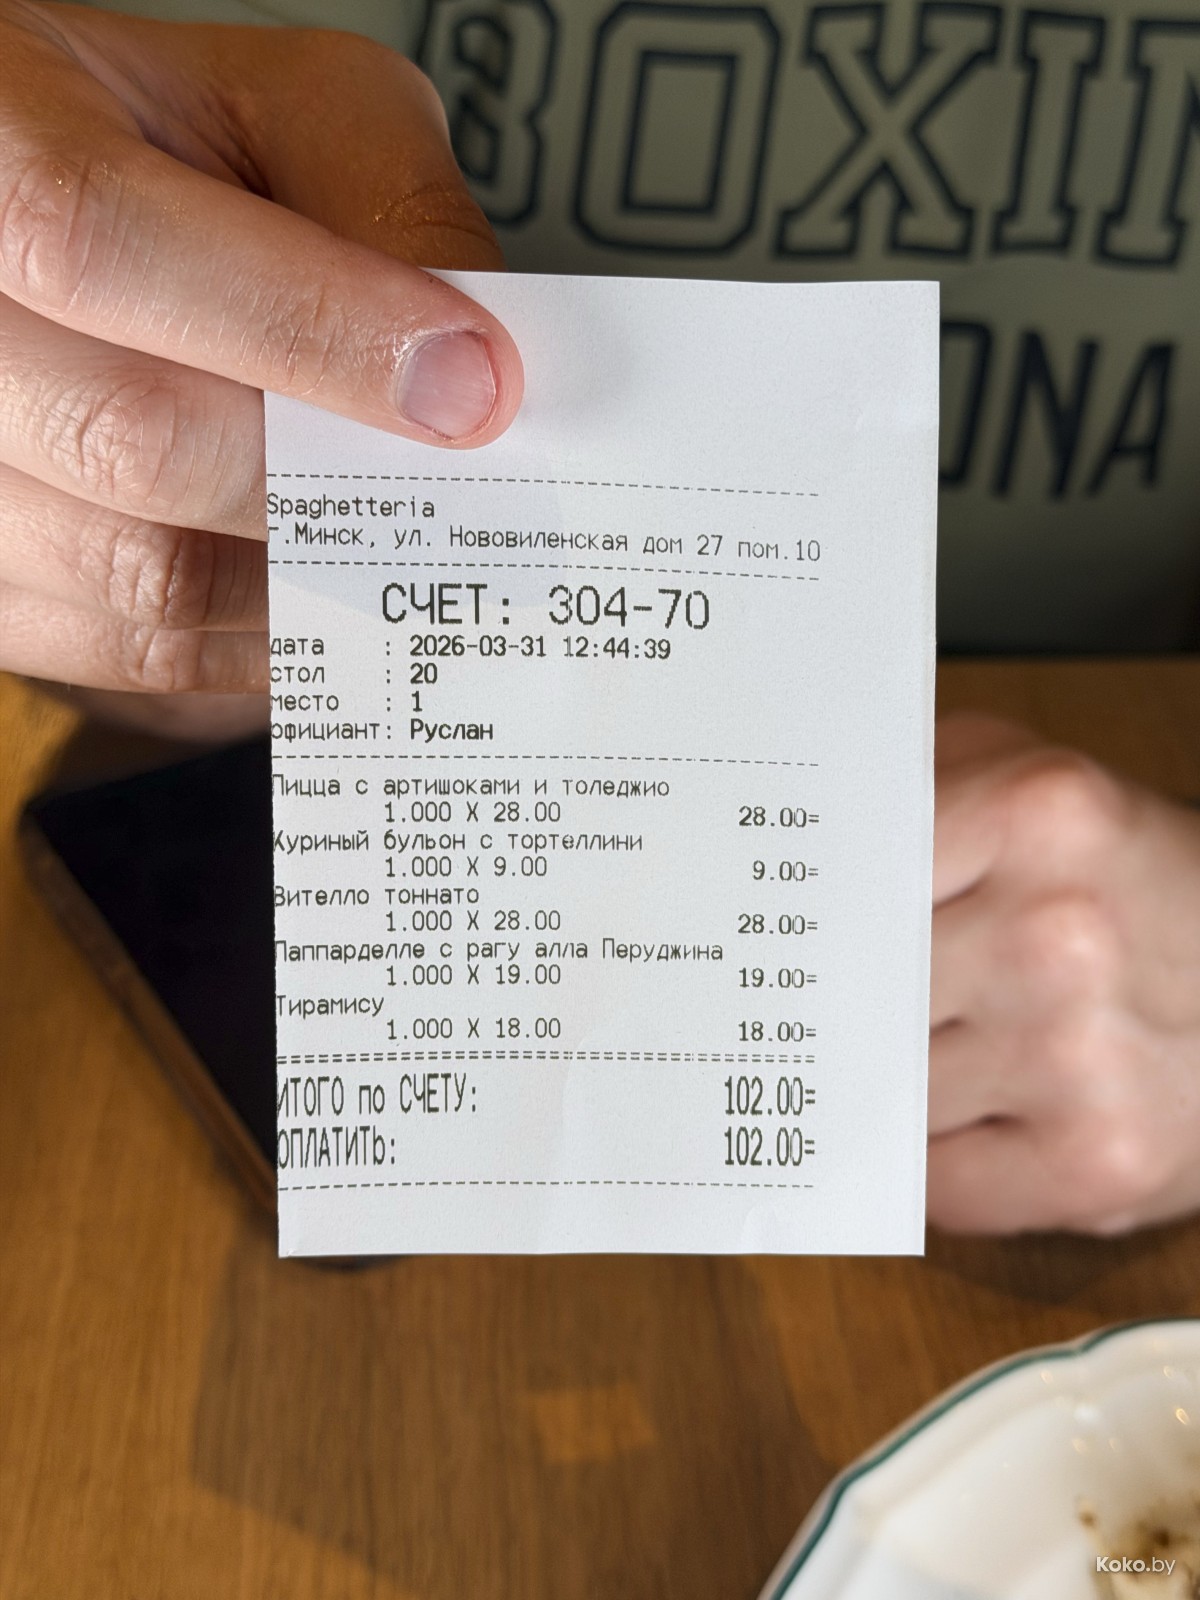 BOXIN
ONA
Spaghetteria
г.Минск, ул. Нововиленская дом 27 пом.10
СЧЕТ: 304-70
дата : 2026-03-31 12:44:39
стол : 20
место : 1
официант: Руслан
Пицца с артишоками и толеджио
1.000 X 28.00 28.00=
Куриный бульон с тортеллини
1.000 X 9.00 9.00=
Вителло тоннато
1.000 X 28.00 28.00=
Паппарделле с рагу алла Перуджина
1.000 X 19.00 19.00=
Тирамису
1.000 X 18.00 18.00=
ИТОГО по СЧЕТУ: 102.00=
ОПЛАТИТЬ: 102.00=
Koko.by